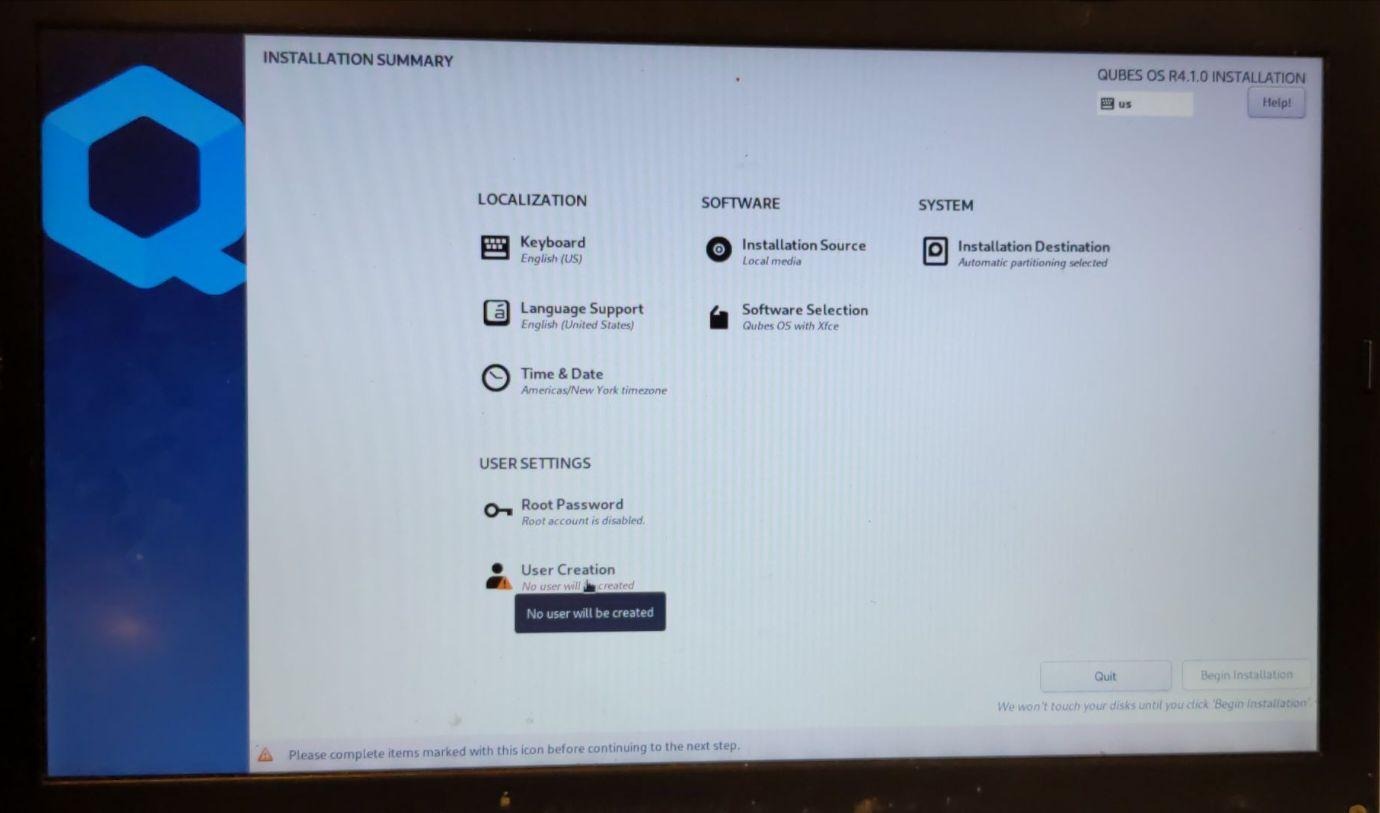 INSTALLATION SUMMARY
QUBES OS R4.1.0 INSTALLATION
us
Help!
LOCALIZATION
Keyboard
English (US)
Language Support
English (United States)
Time & Date
Americas/New York timezone
SOFTWARE
Installation Source
Local media
Software Selection
Qubes OS with Xfce
SYSTEM
Installation Destination
Automatic partitioning selected
USER SETTINGS
Root Password
Root account is disabled.
User Creation
No user will be created
No user will be created
Quit
Begin Installation
We won't touch your disks until you click 'Begin Installation'.
Please complete items marked with this icon before continuing to the next step.